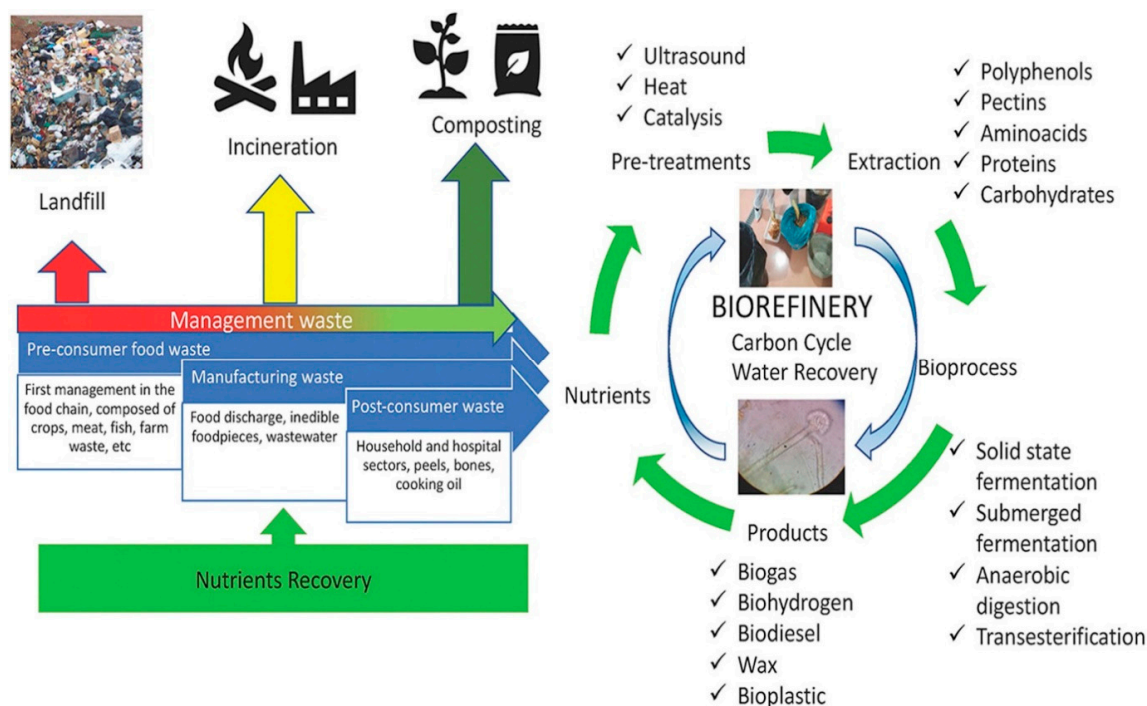 Landfill
Incineration
Composting
Management waste
Pre-consumer food waste
First management in the
food chain, composed of
crops, meat, fish, farm
waste, etc
Manufacturing waste
Food discharge, inedible
foodpieces, wastewater
Post-consumer waste
Household and hospital
sectors, peels, bones,
cooking oil
Nutrients Recovery
✓ Ultrasound
✓ Heat
✓ Catalysis
Pre-treatments
Extraction
✓ Polyphenols
✓ Pectins
✓ Aminoacids
✓ Proteins
✓ Carbohydrates
BIOREFINERY
Carbon Cycle
Water Recovery
Nutrients
Bioprocess
✓ Solid state
fermentation
✓ Submerged
fermentation
✓ Anaerobic
digestion
✓ Transesterification
Products
✓ Biogas
✓ Biohydrogen
✓ Biodiesel
✓ Wax
✓ Bioplastic